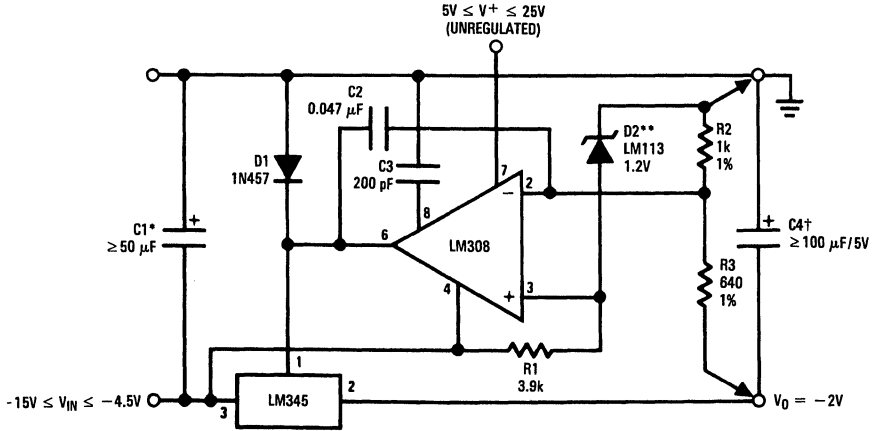 5V ≤ V⁺ ≤ 25V
(UNREGULATED)
C2
0.047 μF
D1
1N457
C3
200 pF
7
D2**
LM113
1.2V
R2
1k
1%
2
−
8
C1*
+
≥ 50 μF
6
LM308
C4†
+
≥ 100 μF/5V
R3
640
1%
4
+
3
R1
3.9k
1
-15V ≤ VIN ≤ −4.5V
3
LM345
2
VO = −2V